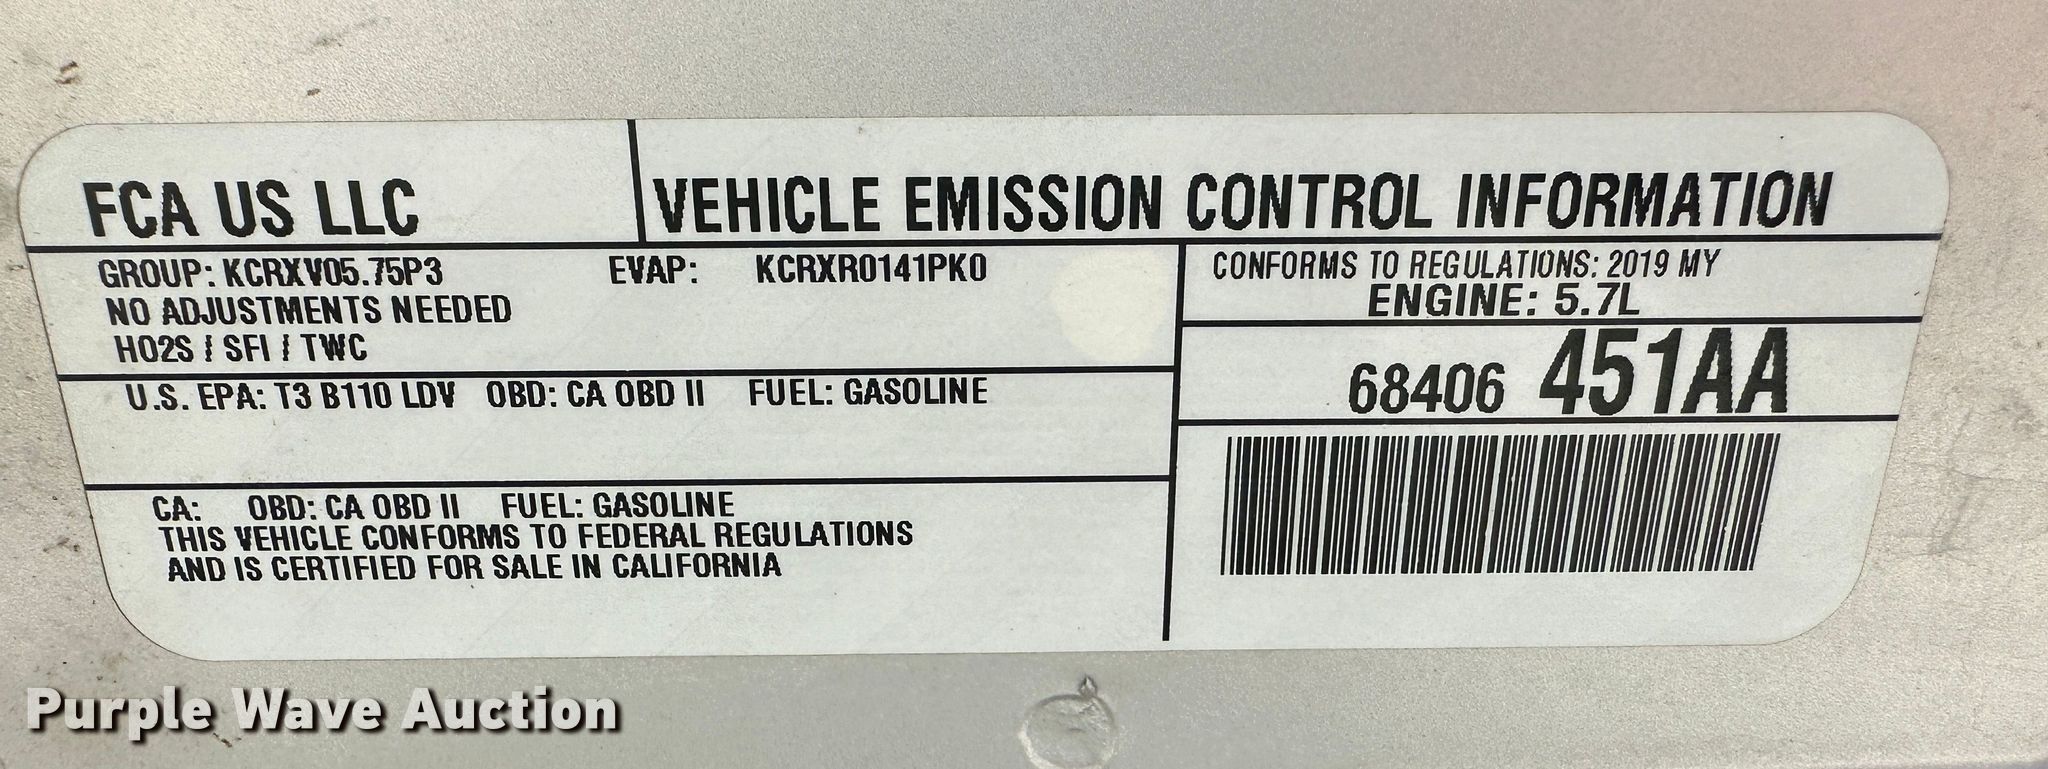 FCA US LLC
VEHICLE EMISSION CONTROL INFORMATION
GROUP: KCRXV05.75P3 EVAP: KCRXR0141PK0
NO ADJUSTMENTS NEEDED
HO2S / SFI / TWC
CONFORMS TO REGULATIONS: 2019 MY
ENGINE: 5.7L
68406 451AA
U.S. EPA: T3 B110 LDV OBD: CA OBD II FUEL: GASOLINE
CA: OBD: CA OBD II FUEL: GASOLINE
THIS VEHICLE CONFORMS TO FEDERAL REGULATIONS
AND IS CERTIFIED FOR SALE IN CALIFORNIA
Purple Wave Auction